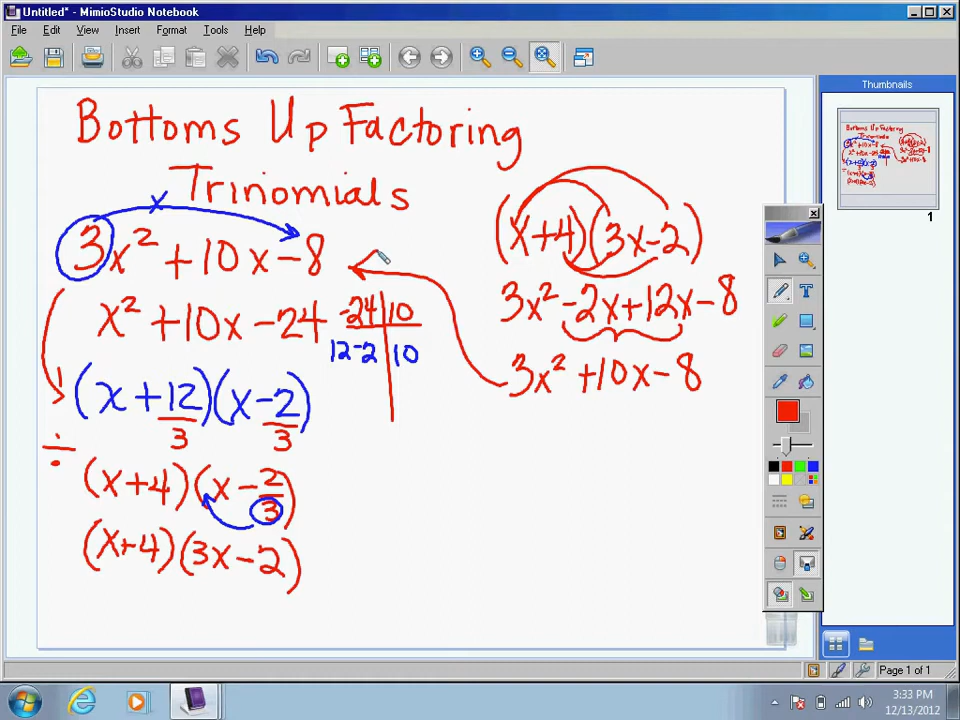 Untitled* - MimioStudio Notebook
File Edit View Insert Format Tools Help
Thumbnails
1
Bottoms Up Factoring
Trinomials
3x² + 10x - 8
x
x² + 10x - 24
-24 10
12 -2 10
(x + 12/3)(x - 2/3)
÷
(x + 4)(x - 2/3)
(x + 4)(3x - 2)
(x + 4)(3x - 2)
3x² - 2x + 12x - 8
3x² + 10x - 8
T
Page 1 of 1
3:33 PM
12/13/2012